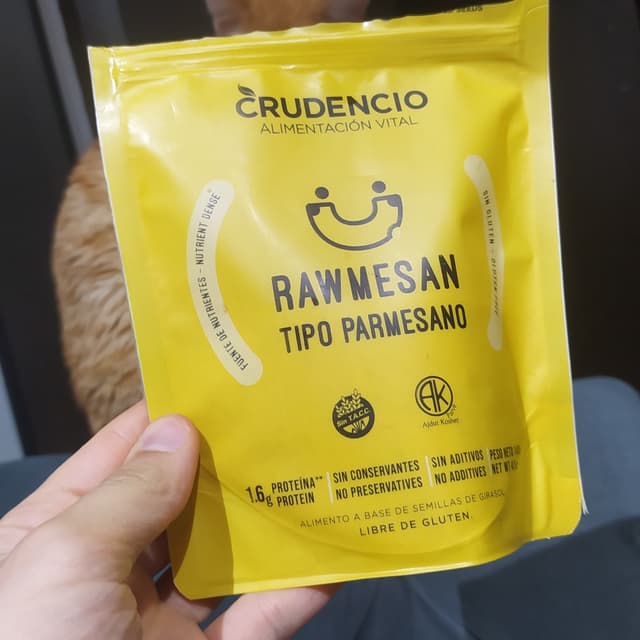 CRUDENCIO
ALIMENTACIÓN VITAL
FUENTE DE NUTRIENTES - NUTRIENT DENSE
SIN GLUTEN - GLUTEN FREE
RAWMESAN
TIPO PARMESANO
Sin T.A.C.C.
AK
Ajdut Kosher
Parve
1.6g PROTEÍNA**
PROTEIN
SIN CONSERVANTES
NO PRESERVATIVES
SIN ADITIVOS
NO ADDITIVES
PESO NETO
NET
ALIMENTO A BASE DE SEMILLAS DE GIRASOL
LIBRE DE GLUTEN.